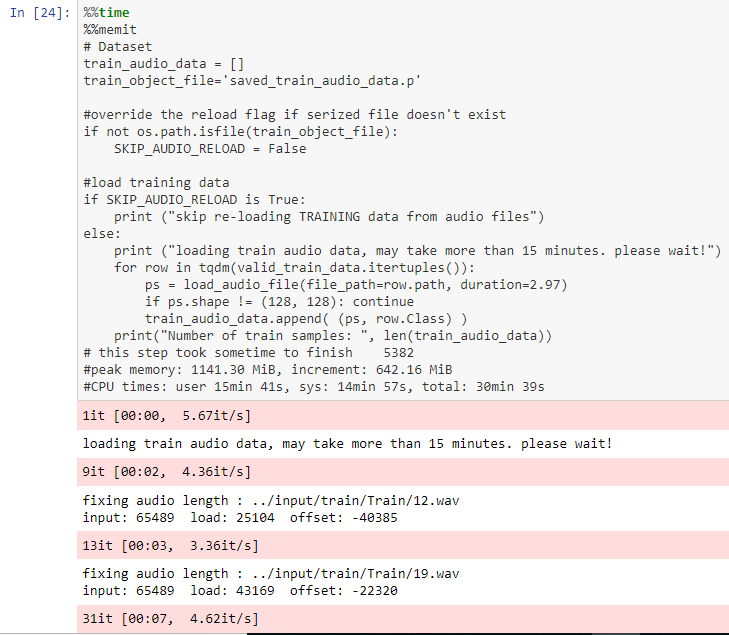 In [24]:
%%time
%%memit
# Dataset
train_audio_data = []
train_object_file='saved_train_audio_data.p'

#override the reload flag if serized file doesn't exist
if not os.path.isfile(train_object_file):
    SKIP_AUDIO_RELOAD = False

#load training data
if SKIP_AUDIO_RELOAD is True:
    print ("skip re-loading TRAINING data from audio files")
else:
    print ("loading train audio data, may take more than 15 minutes. please wait!")
    for row in tqdm(valid_train_data.itertuples()):
        ps = load_audio_file(file_path=row.path, duration=2.97)
        if ps.shape != (128, 128): continue
        train_audio_data.append( (ps, row.Class) )
    print("Number of train samples: ", len(train_audio_data))
# this step took sometime to finish    5382
#peak memory: 1141.30 MiB, increment: 642.16 MiB
#CPU times: user 15min 41s, sys: 14min 57s, total: 30min 39s
1it [00:00,  5.67it/s]
loading train audio data, may take more than 15 minutes. please wait!
9it [00:02,  4.36it/s]
fixing audio length : ../input/train/Train/12.wav
input: 65489  load: 25104  offset: -40385
13it [00:03,  3.36it/s]
fixing audio length : ../input/train/Train/19.wav
input: 65489  load: 43169  offset: -22320
31it [00:07,  4.62it/s]